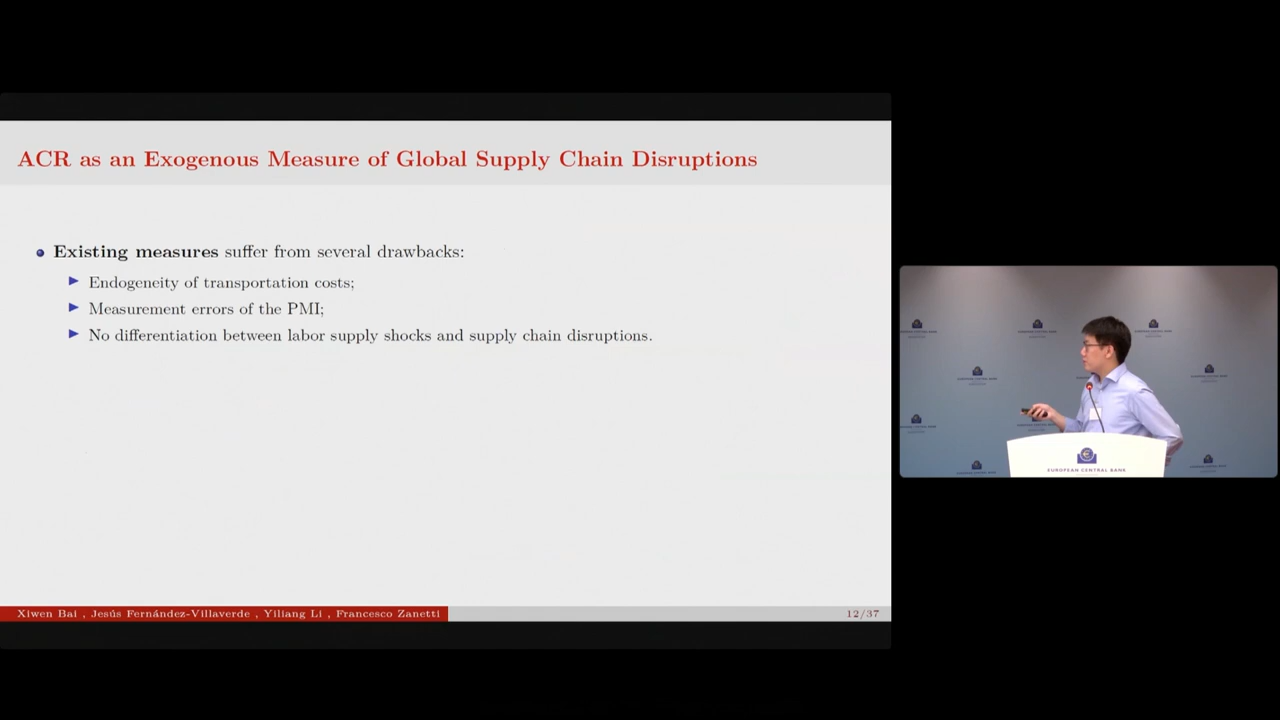 ACR as an Exogenous Measure of Global Supply Chain Disruptions
Existing measures suffer from several drawbacks:
Endogeneity of transportation costs;
Measurement errors of the PMI;
No differentiation between labor supply shocks and supply chain disruptions.
Xiwen Bai , Jesús Fernández-Villaverde , Yiliang Li , Francesco Zanetti
12/37
EUROPEAN CENTRAL BANK